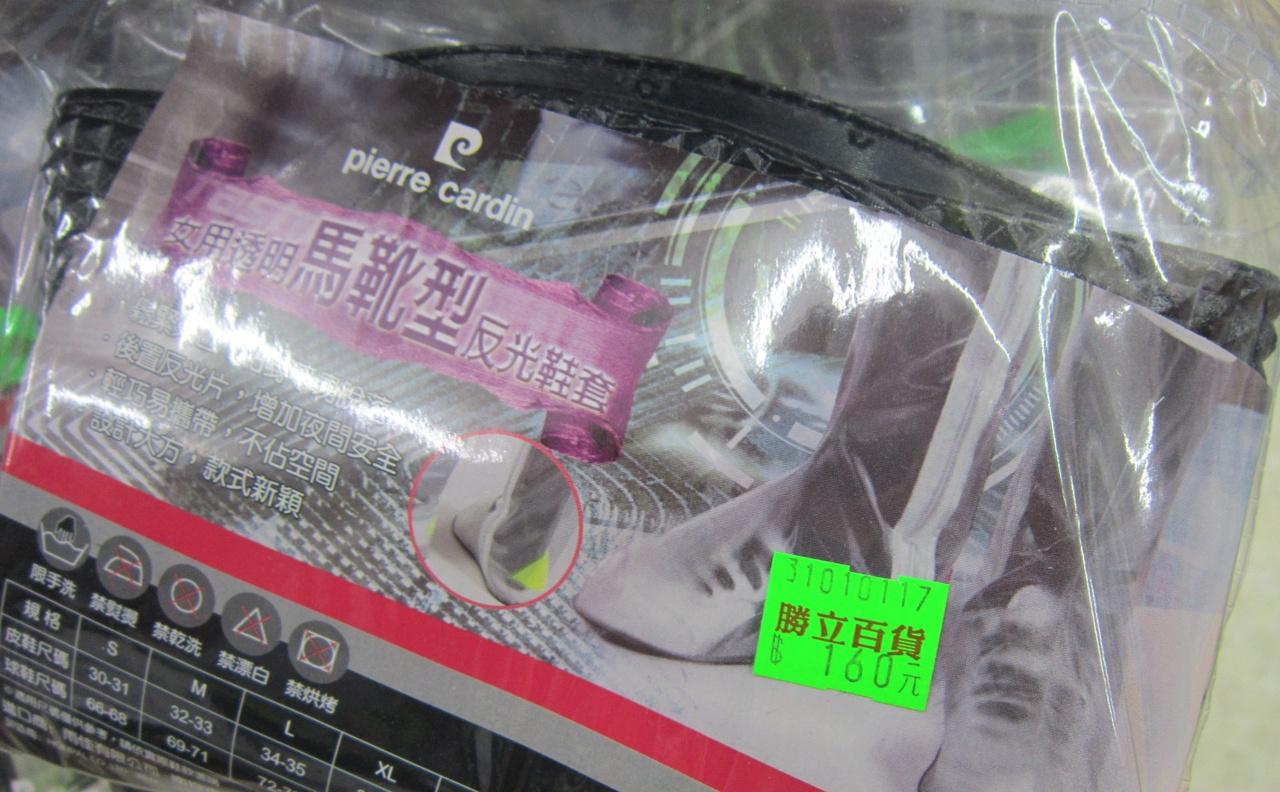 pierre cardin
女用透明馬靴型反光鞋套
・後置反光片，增加夜間安全
・輕巧易攜帶，不佔空間
・設計大方，款式新穎
31010117
勝立百貨
160元
限手洗 禁熨燙 禁乾洗 禁漂白 禁烘烤
規格 S M L XL
皮鞋尺碼 30-31 32-33 34-35
球鞋尺碼 66-68 69-71